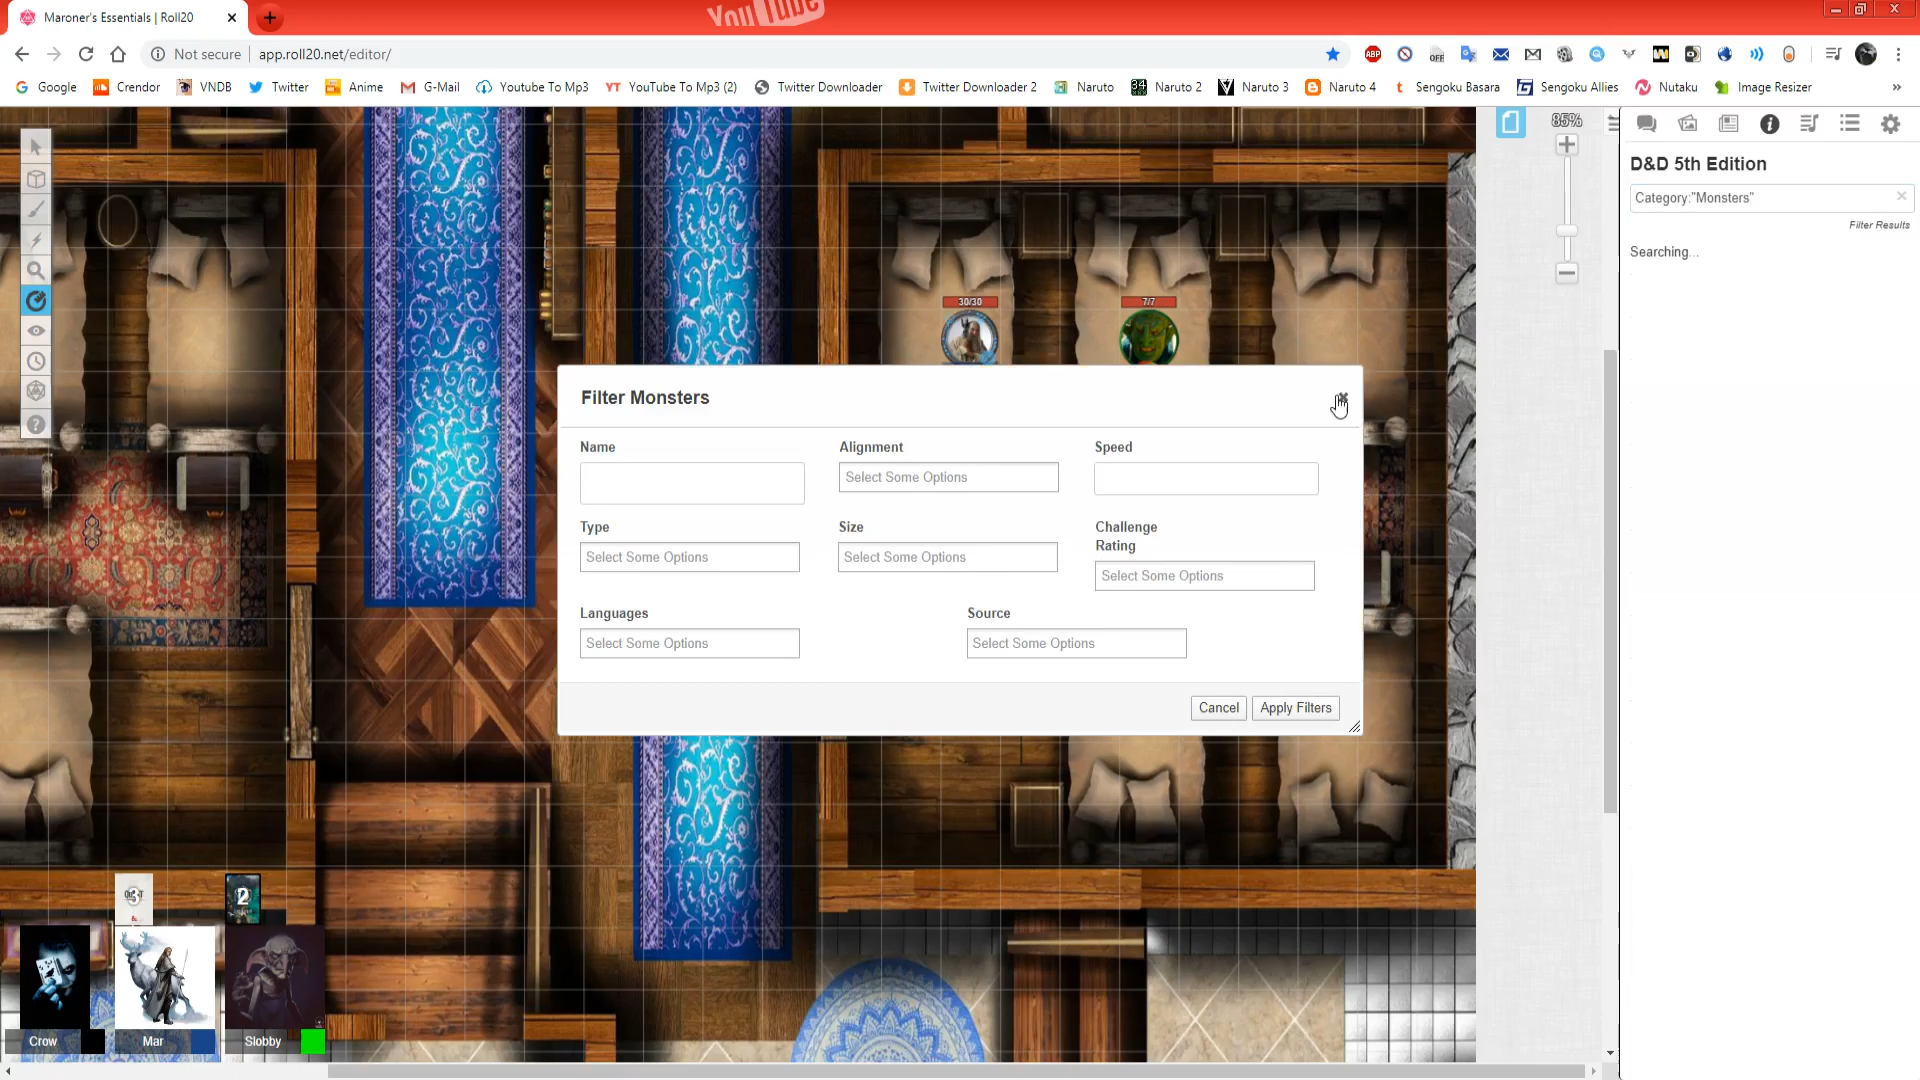 Maroner's Essentials | Roll20
YouTube
Not secure
app.roll20.net/editor/
ABP
OFF
Google
Crendor
VNDB
Twitter
Anime
G-Mail
Youtube To Mp3
YT YouTube To Mp3 (2)
Twitter Downloader
Twitter Downloader 2
Naruto
Naruto 2
Naruto 3
Naruto 4
Sengoku Basara
Sengoku Allies
Nutaku
Image Resizer
85%
D&D 5th Edition
Category:"Monsters"
Filter Results
Searching...
30/30
7/7
Filter Monsters
Name
Alignment
Speed
Select Some Options
Type
Size
Challenge
Rating
Select Some Options
Select Some Options
Select Some Options
Languages
Source
Select Some Options
Select Some Options
Cancel
Apply Filters
2
Crow
Mar
Slobby